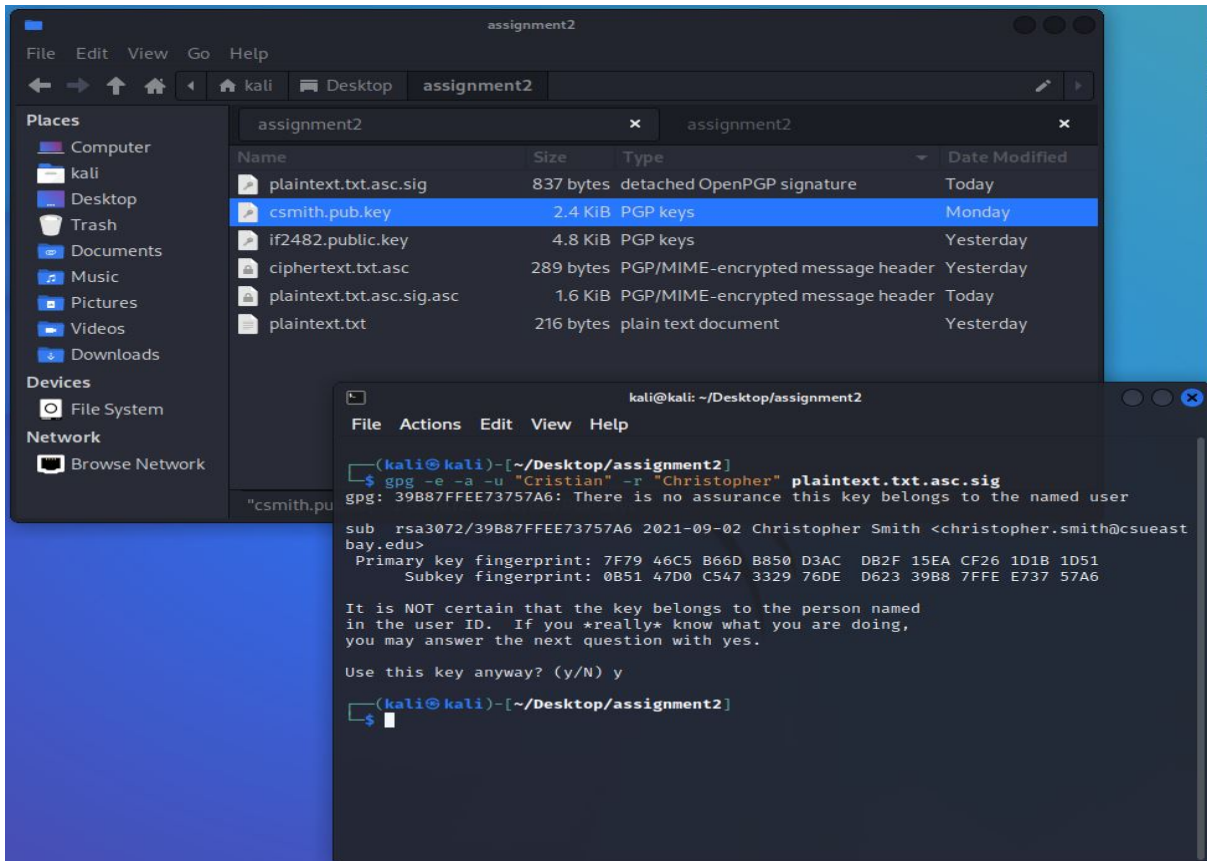 assignment2
File Edit View Go Help
kali Desktop assignment2
Places
Computer
kali
Desktop
Trash
Documents
Music
Pictures
Videos
Downloads
Devices
File System
Network
Browse Network
assignment2 × assignment2 ×
Name Size Type Date Modified
plaintext.txt.asc.sig 837 bytes detached OpenPGP signature Today
csmith.pub.key 2.4 KiB PGP keys Monday
if2482.public.key 4.8 KiB PGP keys Yesterday
ciphertext.txt.asc 289 bytes PGP/MIME-encrypted message header Yesterday
plaintext.txt.asc.sig.asc 1.6 KiB PGP/MIME-encrypted message header Today
plaintext.txt 216 bytes plain text document Yesterday
"csmith.pu
kali@kali: ~/Desktop/assignment2
File Actions Edit View Help
┌──(kali㉿kali)-[~/Desktop/assignment2]
└─$ gpg -e -a -u "Cristian" -r "Christopher" plaintext.txt.asc.sig
gpg: 39B87FFEE73757A6: There is no assurance this key belongs to the named user
sub rsa3072/39B87FFEE73757A6 2021-09-02 Christopher Smith <christopher.smith@csueast
bay.edu>
Primary key fingerprint: 7F79 46C5 B66D B850 D3AC DB2F 15EA CF26 1D1B 1D51
Subkey fingerprint: 0B51 47D0 C547 3329 76DE D623 39B8 7FFE E737 57A6
It is NOT certain that the key belongs to the person named
in the user ID. If you *really* know what you are doing,
you may answer the next question with yes.
Use this key anyway? (y/N) y
┌──(kali㉿kali)-[~/Desktop/assignment2]
└─$